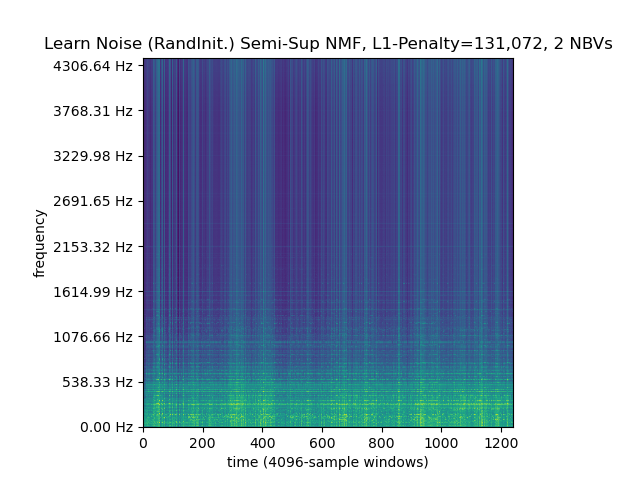 Learn Noise (RandInit.) Semi-Sup NMF, L1-Penalty=131,072, 2 NBVs
4306.64 Hz
3768.31 Hz
3229.98 Hz
2691.65 Hz
2153.32 Hz
1614.99 Hz
1076.66 Hz
538.33 Hz
0.00 Hz
frequency
0 200 400 600 800 1000 1200
time (4096-sample windows)